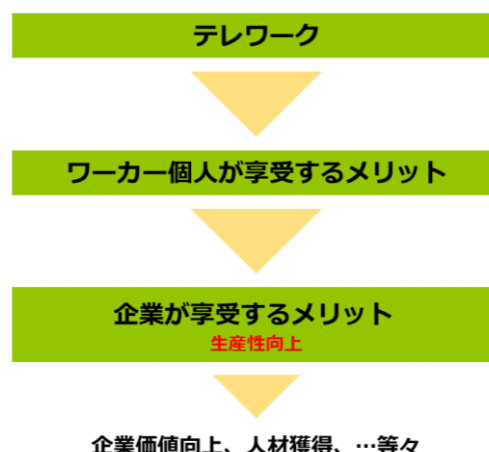 テレワーク
ワーカー個人が享受するメリット
企業が享受するメリット
生産性向上
企業価値向上、人材獲得、…等々